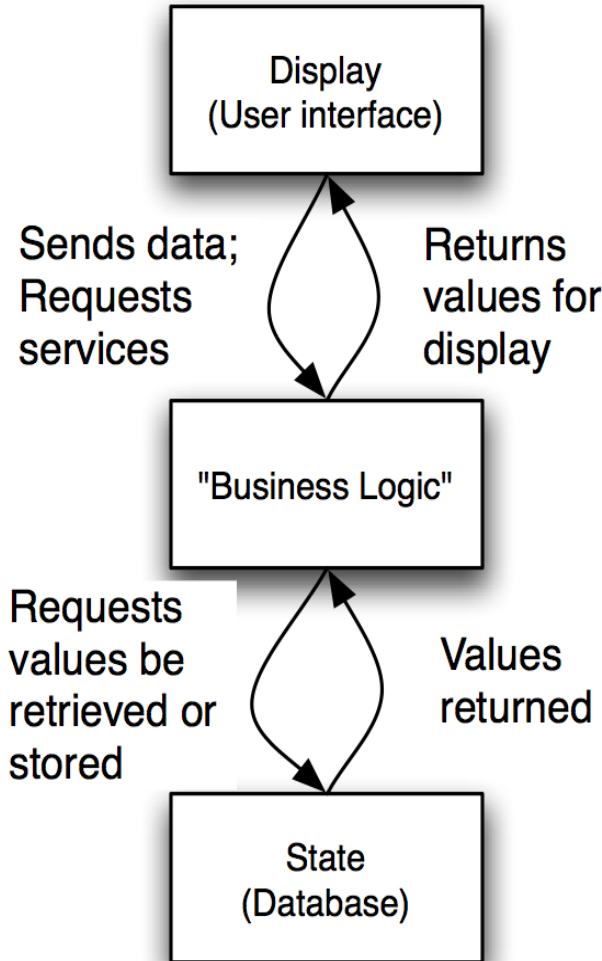 Display
(User interface)
Sends data;
Requests
services
Returns
values for
display
"Business Logic"
Requests
values be
retrieved or
stored
Values
returned
State
(Database)